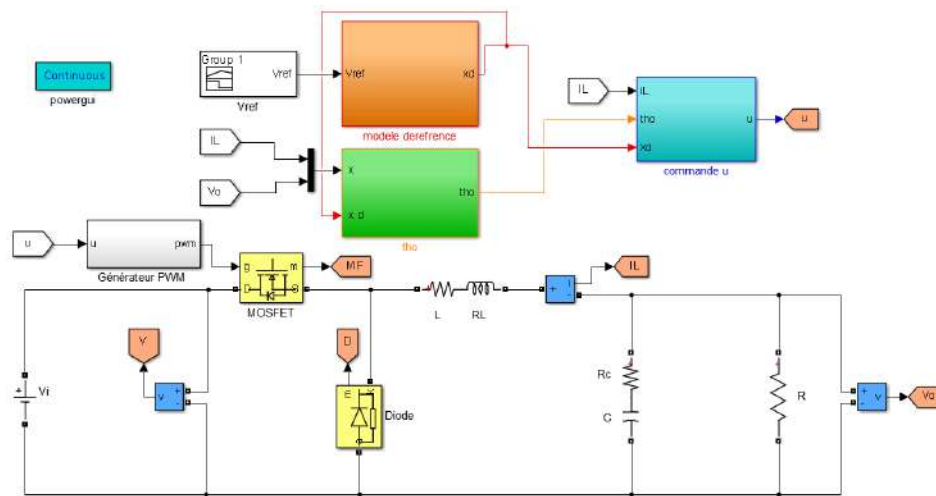 Continuous
powergui
Group 1
Vref
Vref
Vref
xd
modele derefrence
IL
Vo
x
x d
tho
tho
IL
iL
tho
xd
u
commande u
u
u
u
pwm
Générateur PWM
g
m
D
S
MOSFET
MF
L
RL
+
i
-
IL
V
v
+
-
Vi
+
D
m
k
a
Diode
Rc
C
R
+
-
v
Vo